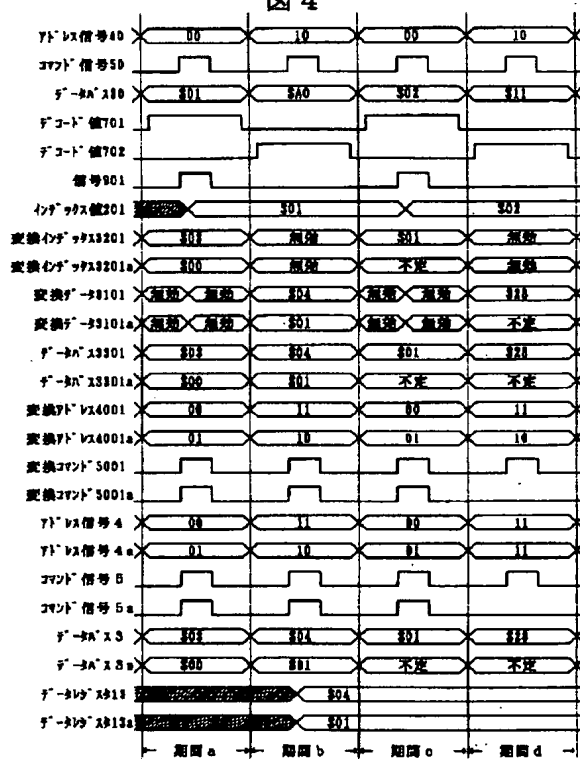 図4
アドレス信号40 00 10 00 10
コマンド信号50
データバス30 $01 $A0 $02 $11
デコード値701
デコード値702
信号901
インデックス値201 $01 $02
変換インデックス3201 $03 無効 $01 無効
変換インデックス3201a $00 無効 不定 無効
変換データ3101 無効 無効 $04 無効 無効 $28
変換データ3101a 無効 無効 $01 無効 無効 不定
データバス3301 $03 $04 $01 $28
データバス3301a $00 $01 不定 不定
変換アドレス4001 00 11 00 11
変換アドレス4001a 01 10 01 10
変換コマンド5001
変換コマンド5001a
アドレス信号4 00 11 00 11
アドレス信号4a 01 10 01 11
コマンド信号5
コマンド信号5a
データバス3 $03 $04 $01 $28
データバス3a $00 $01 不定 不定
データレジスタ13 $04
データレジスタ13a $01
期間a 期間b 期間c 期間d